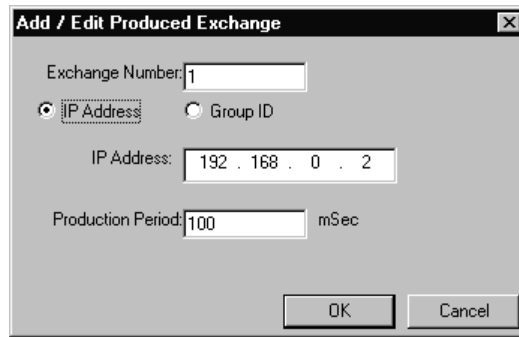 Add / Edit Produced Exchange
Exchange Number: 1
IP Address Group ID
IP Address: 192 . 168 . 0 . 2
Production Period: 100 mSec
OK Cancel